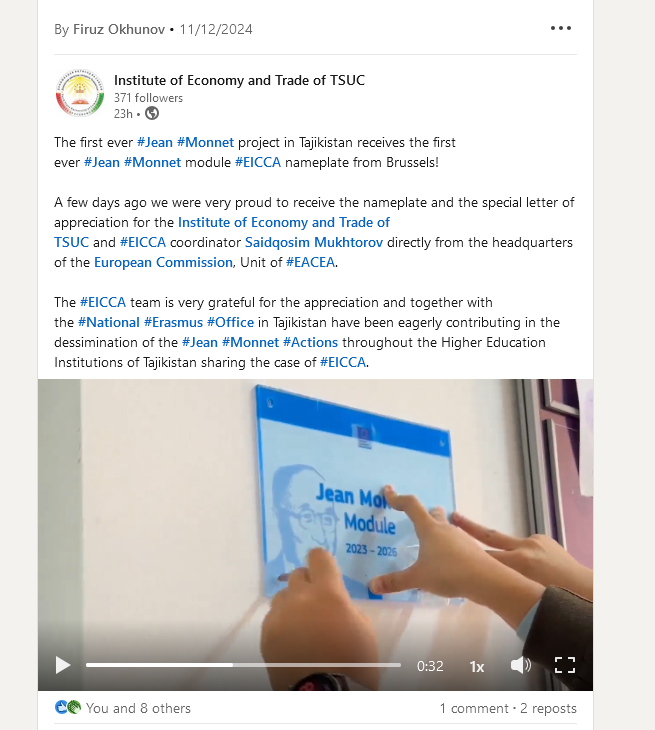 By Firuz Okhunov • 11/12/2024
Institute of Economy and Trade of TSUC
371 followers
23h •
The first ever #Jean #Monnet project in Tajikistan receives the first
ever #Jean #Monnet module #EICCA nameplate from Brussels!
A few days ago we were very proud to receive the nameplate and the special letter of
appreciation for the Institute of Economy and Trade of
TSUC and #EICCA coordinator Saidqosim Mukhtorov directly from the headquarters
of the European Commission, Unit of #EACEA.
The #EICCA team is very grateful for the appreciation and together with
the #National #Erasmus #Office in Tajikistan have been eagerly contributing in the
dessimination of the #Jean #Monnet #Actions throughout the Higher Education
Institutions of Tajikistan sharing the case of #EICCA.
Jean Mon
Module
2023 - 2026
0:32 1x
You and 8 others 1 comment · 2 reposts